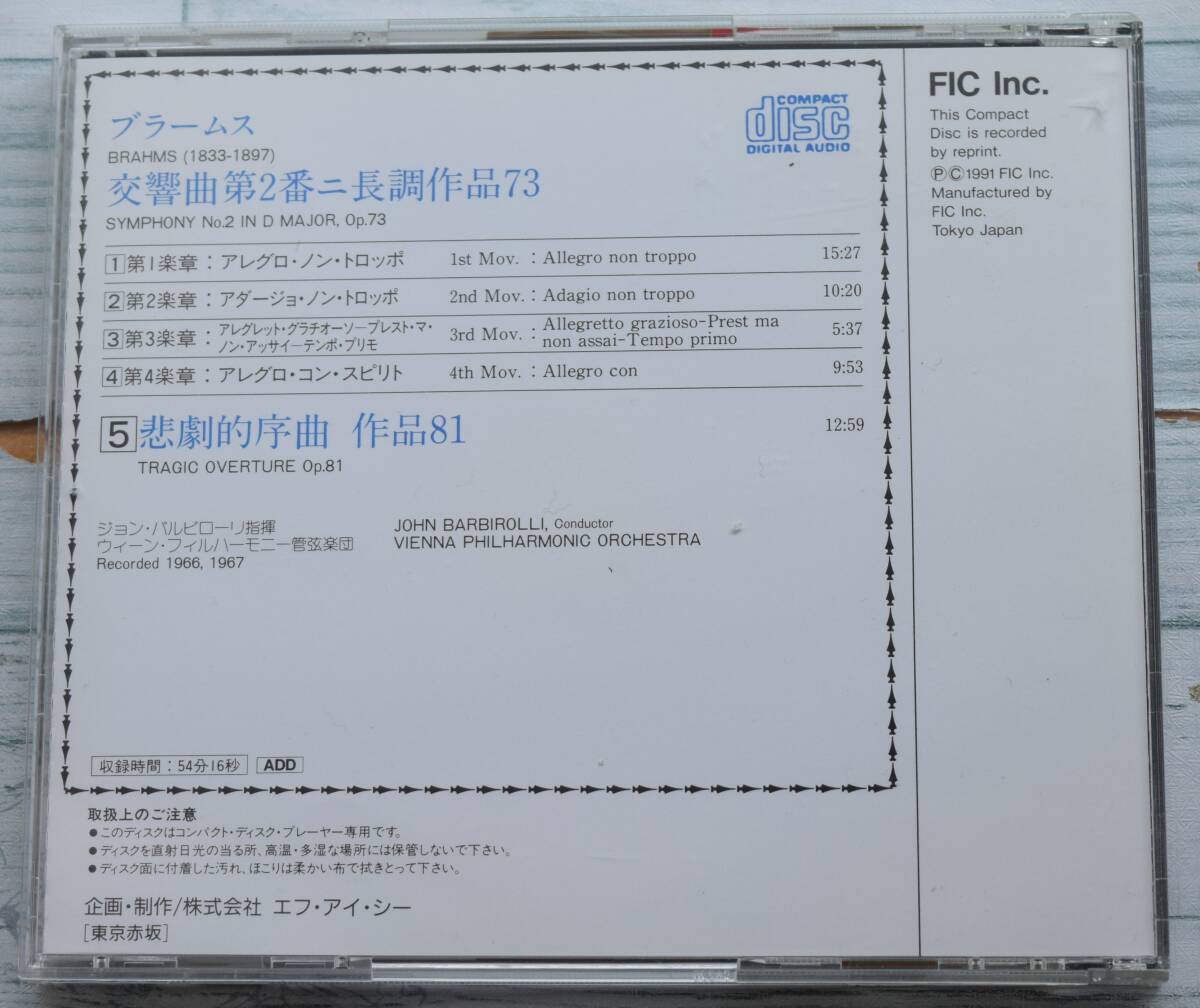 ブラームス
BRAHMS (1833-1897)
交響曲第2番ニ長調作品73
SYMPHONY No.2 IN D MAJOR, Op.73
COMPACT
disc
DIGITAL AUDIO
1 第1楽章：アレグロ・ノン・トロッポ 1st Mov. : Allegro non troppo 15:27
2 第2楽章：アダージョ・ノン・トロッポ 2nd Mov. : Adagio non troppo 10:20
3 第3楽章：アレグレット・グラチオーソ―プレスト・マ・ 3rd Mov. : Allegretto grazioso-Prest ma 5:37
ノン・アッサイ―テンポ・プリモ non assai-Tempo primo
4 第4楽章：アレグロ・コン・スピリト 4th Mov. : Allegro con 9:53
5 悲劇的序曲 作品81 12:59
TRAGIC OVERTURE Op.81
ジョン・バルビローリ指揮 JOHN BARBIROLLI, Conductor
ウィーン・フィルハーモニー管弦楽団 VIENNA PHILHARMONIC ORCHESTRA
Recorded 1966, 1967
収録時間：54分16秒 ADD
取扱上のご注意
●このディスクはコンパクト・ディスク・プレーヤー専用です。
●ディスクを直射日光の当る所、高温・多湿な場所には保管しないで下さい。
●ディスク面に付着した汚れ、ほこりは柔かい布で拭きとって下さい。
企画・制作/株式会社 エフ・アイ・シー
[東京赤坂]
FIC Inc.
This Compact
Disc is recorded
by reprint.
ⓅⒸ1991 FIC Inc.
Manufactured by
FIC Inc.
Tokyo Japan